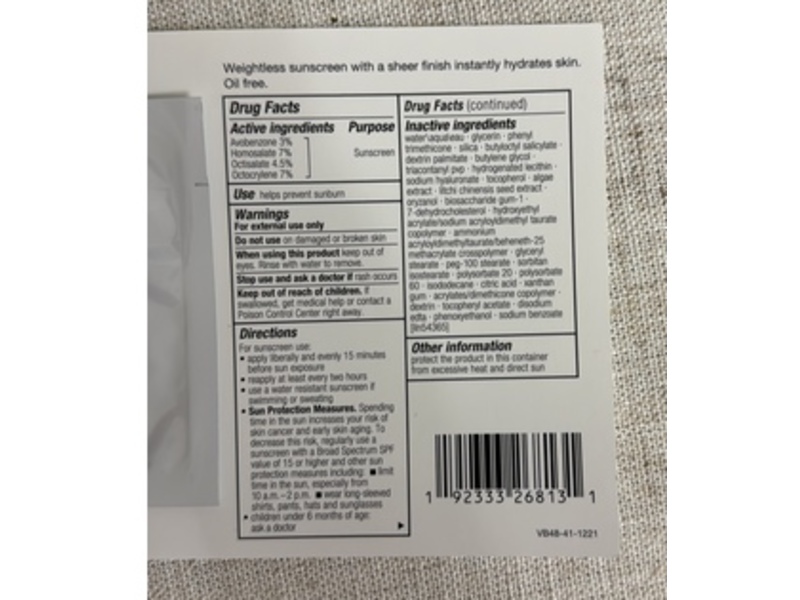 Weightless sunscreen with a sheer finish instantly hydrates skin.
Oil free.
Drug Facts
Active ingredients Purpose
Avobenzone 3%
Homosalate 7%
Octisalate 4.5%
Octocrylene 7%
Sunscreen
Use helps prevent sunburn
Warnings
For external use only
Do not use on damaged or broken skin
When using this product keep out of
eyes. Rinse with water to remove.
Stop use and ask a doctor if rash occurs
Keep out of reach of children. If
swallowed, get medical help or contact a
Poison Control Center right away.
Directions
For sunscreen use:
• apply liberally and evenly 15 minutes
before sun exposure
• reapply at least every two hours
• use a water resistant sunscreen if
swimming or sweating
• Sun Protection Measures. Spending
time in the sun increases your risk of
skin cancer and early skin aging. To
decrease this risk, regularly use a
sunscreen with a Broad Spectrum SPF
value of 15 or higher and other sun
protection measures including: ■ limit
time in the sun, especially from
10 a.m. – 2 p.m. ■ wear long-sleeved
shirts, pants, hats and sunglasses
• children under 6 months of age:
ask a doctor
Drug Facts (continued)
Inactive ingredients
water\aqua\eau · glycerin · phenyl
trimethicone · silica · butyloctyl salicylate ·
dextrin palmitate · butylene glycol ·
triacontanyl pvp · hydrogenated lecithin ·
sodium hyaluronate · tocopherol · algae
extract · litchi chinensis seed extract ·
oryzanol · biosaccharide gum-1 ·
7-dehydrocholesterol · hydroxyethyl
acrylate/sodium acryloyldimethyl taurate
copolymer · ammonium
acryloyldimethyltaurate/beheneth-25
methacrylate crosspolymer · glyceryl
stearate · peg-100 stearate · sorbitan
isostearate · polysorbate 20 · polysorbate
60 · isododecane · citric acid · xanthan
gum · acrylates/dimethicone copolymer ·
dextrin · tocopheryl acetate · disodium
edta · phenoxyethanol · sodium benzoate
[iln54365]
Other information
protect the product in this container
from excessive heat and direct sun
1 92333 26813 1
VB48-41-1221